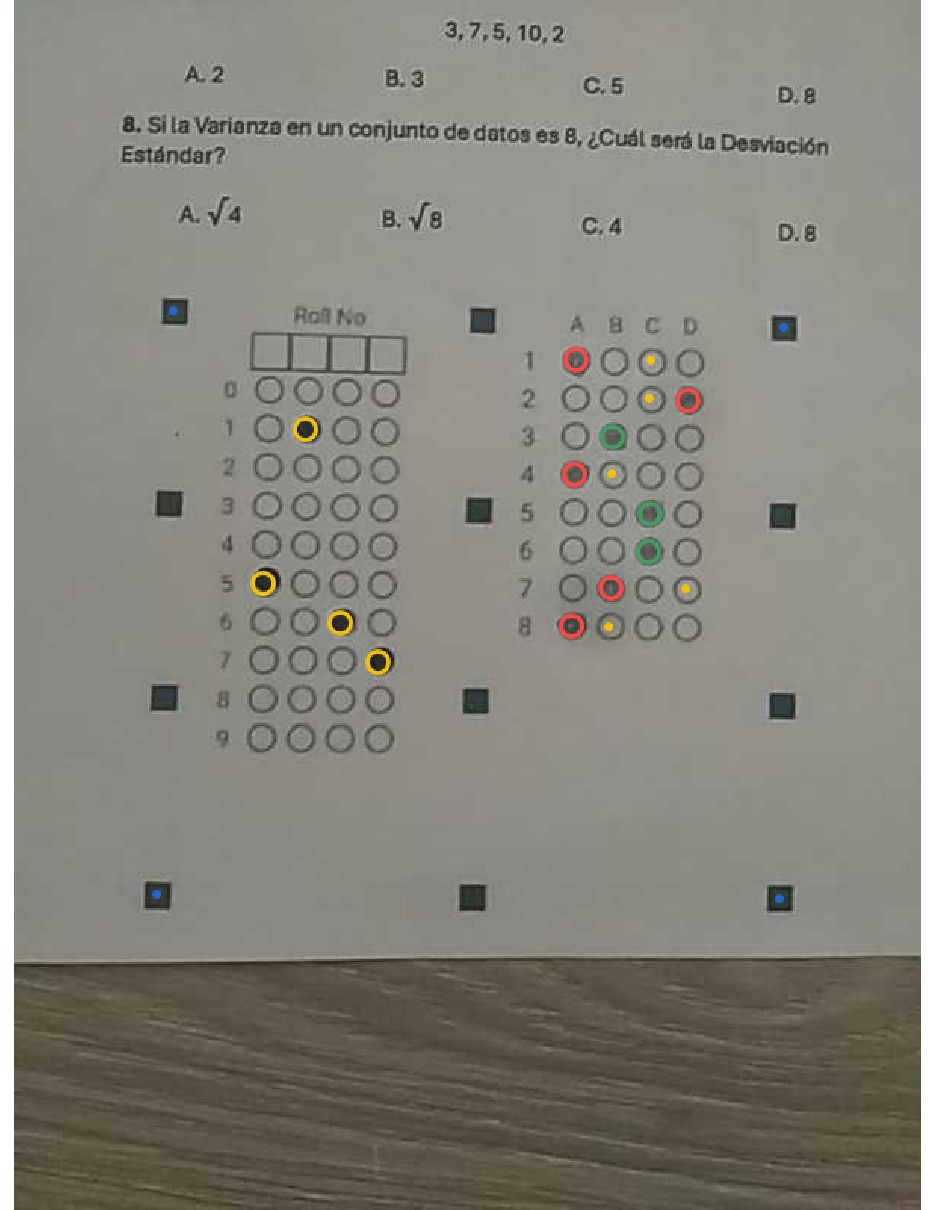 3, 7, 5, 10, 2
A. 2 B. 3 C. 5 D. 8
8. Si la Varianza en un conjunto de datos es 8, ¿Cuál será la Desviación
Estándar?
A. √4 B. √8 C. 4 D. 8
Roll No
0
1
2
3
4
5
6
7
8
9
A B C D
1
2
3
4
5
6
7
8